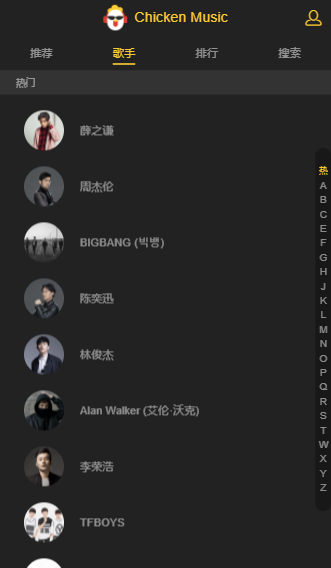 Chicken Music
推荐 歌手 排行 搜索
热门
薛之谦
周杰伦
BIGBANG (빅뱅)
陈奕迅
林俊杰
Alan Walker (艾伦·沃克)
李荣浩
TFBOYS
热
A
B
C
E
F
G
H
J
K
L
M
N
O
P
Q
R
S
T
W
X
Y
Z